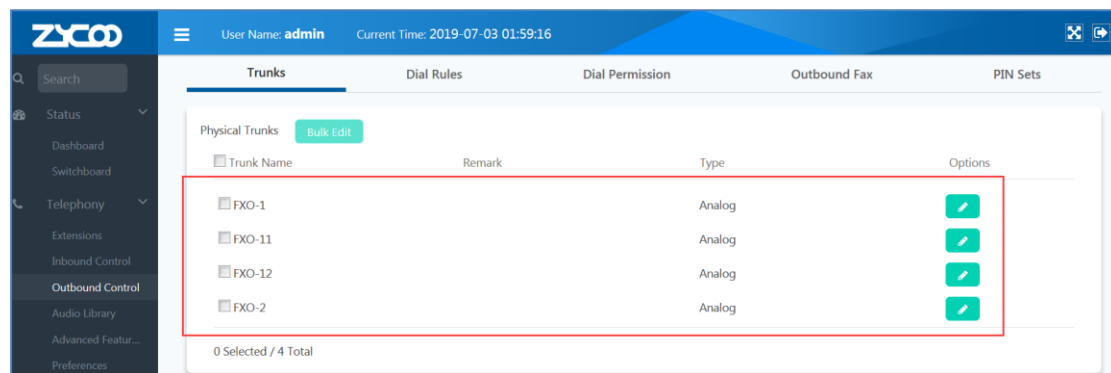 ZYCOO
User Name: admin Current Time: 2019-07-03 01:59:16
Search
Status
Dashboard
Switchboard
Telephony
Extensions
Inbound Control
Outbound Control
Audio Library
Advanced Featur...
Preferences
Trunks Dial Rules Dial Permission Outbound Fax PIN Sets
Physical Trunks Bulk Edit
Trunk Name Remark Type Options
FXO-1 Analog
FXO-11 Analog
FXO-12 Analog
FXO-2 Analog
0 Selected / 4 Total